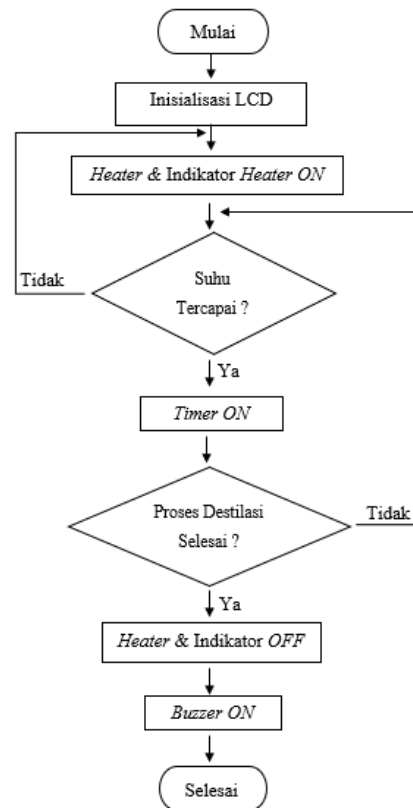 Mulai
Inisialisasi LCD
Heater & Indikator Heater ON
Suhu
Tercapai ?
Tidak
Ya
Timer ON
Proses Destilasi
Selesai ?
Tidak
Ya
Heater & Indikator OFF
Buzzer ON
Selesai